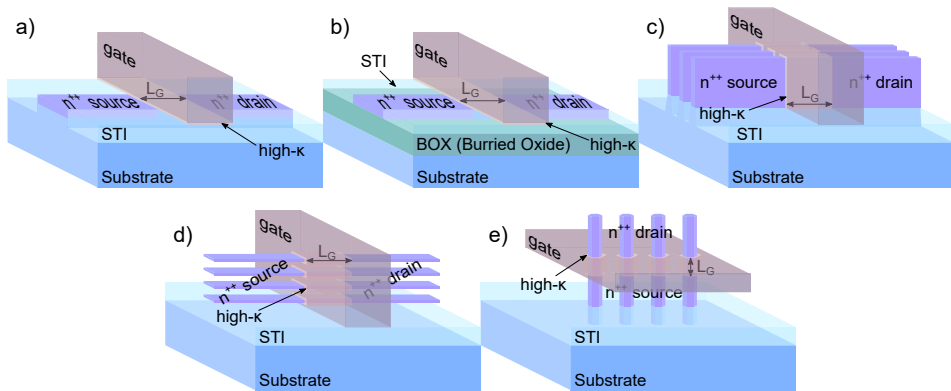 a)
gate
n++ source
LG
n++ drain
high-κ
STI
Substrate
b)
STI
gate
n++ source
LG
n++ drain
high-κ
BOX (Burried Oxide)
Substrate
c)
gate
n++ source
n++ drain
high-κ
LG
STI
Substrate
d)
gate
LG
n++ source
n++ drain
high-κ
STI
Substrate
e)
gate
n++ drain
high-κ
LG
n++ source
STI
Substrate